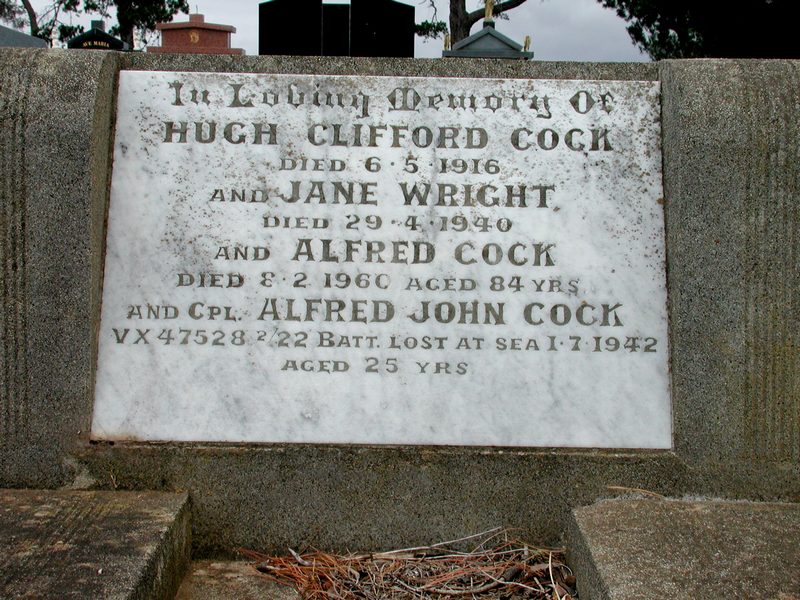 AVE MARIA
In Loving Memory Of
HUGH CLIFFORD COCK
DIED 6·5·1916
AND JANE WRIGHT
DIED 29·4·1940
AND ALFRED COCK
DIED 8·2·1960 AGED 84 YRS
AND CPL. ALFRED JOHN COCK
VX47528 2/22 BATT. LOST AT SEA 1·7·1942
AGED 25 YRS